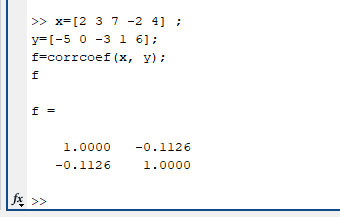 >> x=[2 3 7 -2 4] ;
y=[-5 0 -3 1 6];
f=corrcoef(x, y);
f
f =
1.0000 -0.1126
-0.1126 1.0000
fx >>